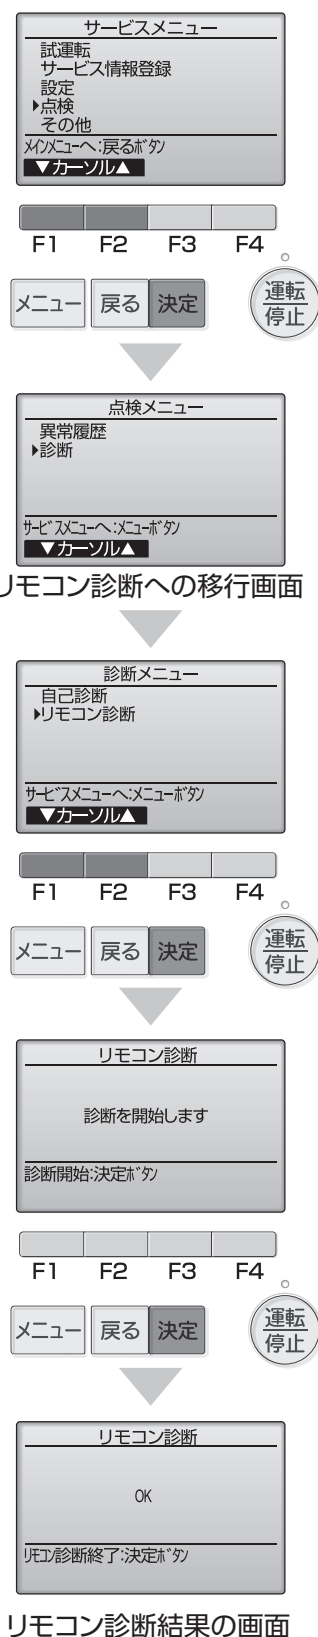 サービスメニュー
試運転
サービス情報登録
設定
▶点検
その他
ﾒｲﾝﾒﾆｭｰへ:戻るﾎﾞﾀﾝ
▼カーソル▲
F1 F2 F3 F4
メニュー 戻る 決定 運転/停止
点検メニュー
異常履歴
▶診断
ｻｰﾋﾞｽﾒﾆｭｰへ:ﾒﾆｭｰﾎﾞﾀﾝ
▼カーソル▲
リモコン診断への移行画面
診断メニュー
自己診断
▶リモコン診断
ｻｰﾋﾞｽﾒﾆｭｰへ:ﾒﾆｭｰﾎﾞﾀﾝ
▼カーソル▲
F1 F2 F3 F4
メニュー 戻る 決定 運転/停止
リモコン診断
診断を開始します
診断開始:決定ﾎﾞﾀﾝ
F1 F2 F3 F4
メニュー 戻る 決定 運転/停止
リモコン診断
OK
ﾘﾓｺﾝ診断終了:決定ﾎﾞﾀﾝ
リモコン診断結果の画面